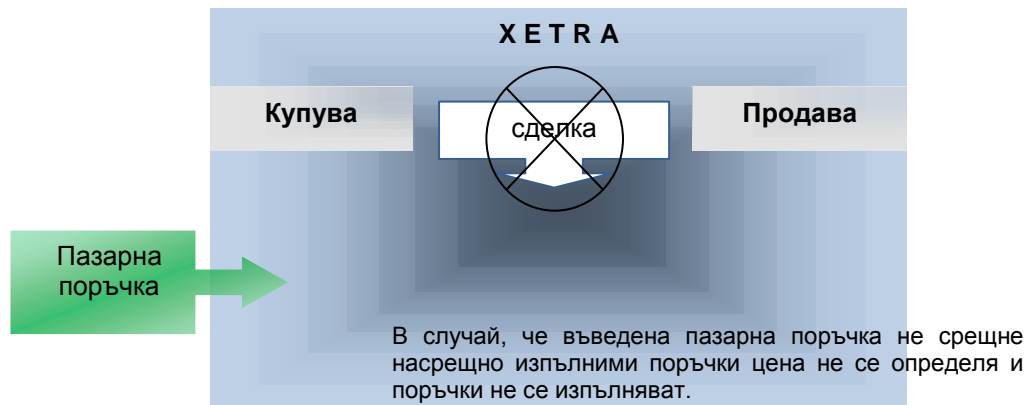 X E T R A
Купува
сделка
Продава
Пазарна
поръчка
В случай, че въведена пазарна поръчка не срещне
насрещно изпълними поръчки цена не се определя и
поръчки не се изпълняват.